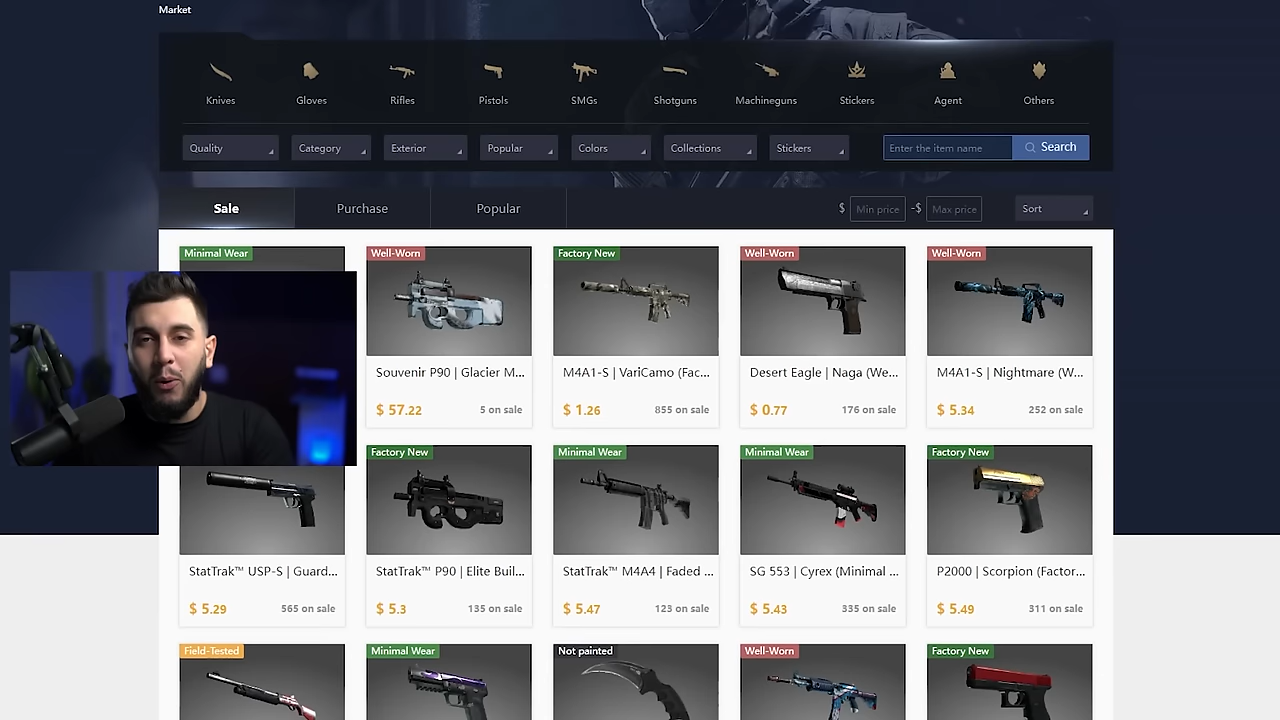 Market
Knives Gloves Rifles Pistols SMGs Shotguns Machineguns Stickers Agent Others
Quality Category Exterior Popular Colors Collections Stickers Enter the item name Search
Sale Purchase Popular $ Min price -$ Max price Sort
Minimal Wear Well-Worn Factory New Well-Worn Well-Worn
Souvenir P90 | Glacier M... M4A1-S | VariCamo (Fac... Desert Eagle | Naga (We... M4A1-S | Nightmare (W...
$ 57.22 5 on sale $ 1.26 855 on sale $ 0.77 176 on sale $ 5.34 252 on sale
Factory New Minimal Wear Minimal Wear Factory New
StatTrak™ USP-S | Guard... StatTrak™ P90 | Elite Buil... StatTrak™ M4A4 | Faded ... SG 553 | Cyrex (Minimal ... P2000 | Scorpion (Factor...
$ 5.29 565 on sale $ 5.3 135 on sale $ 5.47 123 on sale $ 5.43 335 on sale $ 5.49 311 on sale
Field-Tested Minimal Wear Not painted Well-Worn Factory New